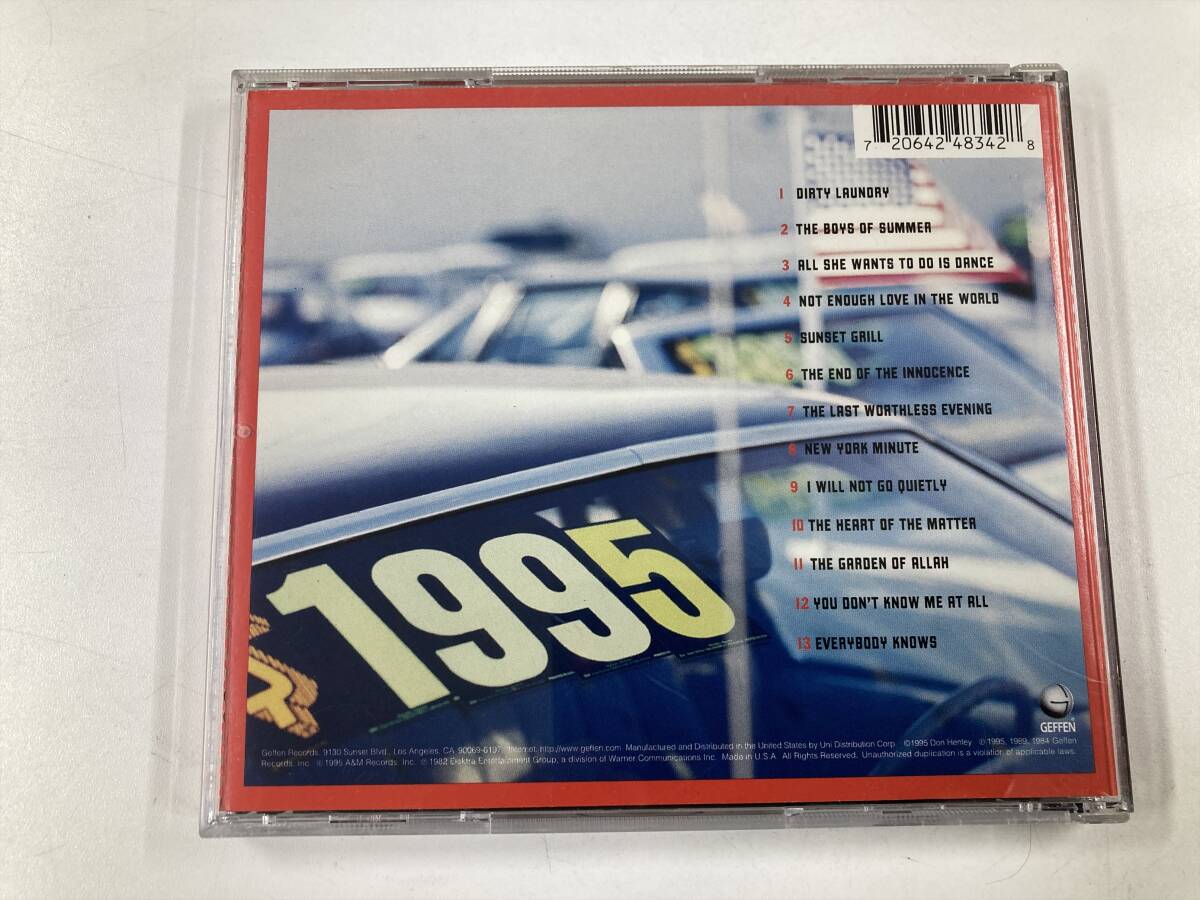 7 20642 48342 8
1 DIRTY LAUNDRY
2 THE BOYS OF SUMMER
3 ALL SHE WANTS TO DO IS DANCE
4 NOT ENOUGH LOVE IN THE WORLD
5 SUNSET GRILL
6 THE END OF THE INNOCENCE
7 THE LAST WORTHLESS EVENING
8 NEW YORK MINUTE
9 I WILL NOT GO QUIETLY
10 THE HEART OF THE MATTER
11 THE GARDEN OF ALLAH
12 YOU DON'T KNOW ME AT ALL
13 EVERYBODY KNOWS
1995
GEFFEN
Geffen Records, 9130 Sunset Blvd., Los Angeles, CA 90069-6197 Internet: http://www.geffen.com Manufactured and Distributed in the United States by Uni Distribution Corp. ©1995 Don Henley ℗ 1995, 1989, 1984 Geffen
Records, Inc. ℗ 1995 A&M Records, Inc. ℗ 1982 Elektra Entertainment Group, a division of Warner Communications Inc. Made in U.S.A. All Rights Reserved. Unauthorized duplication is a violation of applicable laws.